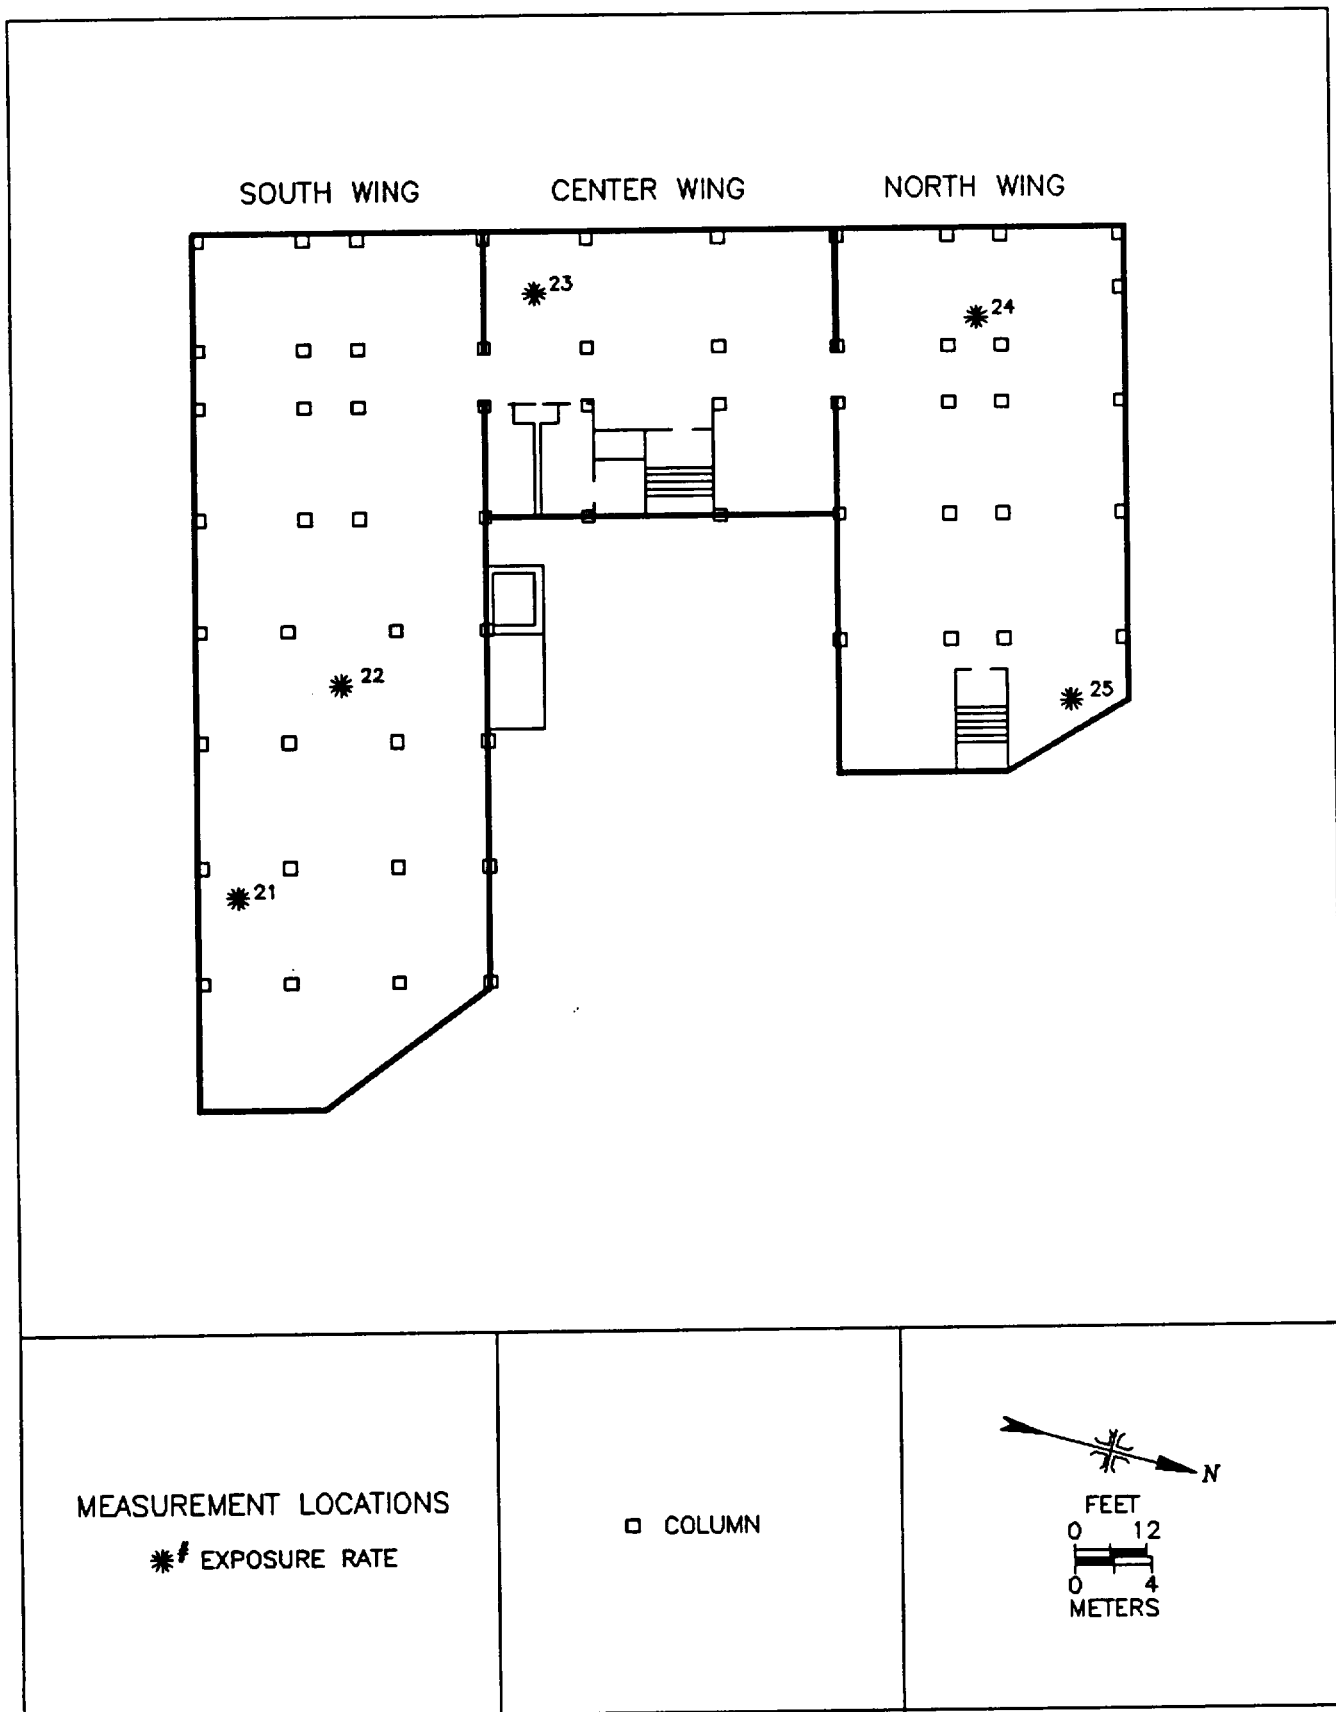 SOUTH WING CENTER WING NORTH WING
23
24
22
25
21
MEASUREMENT LOCATIONS
# EXPOSURE RATE
COLUMN
N
FEET
0 12
0 4
METERS